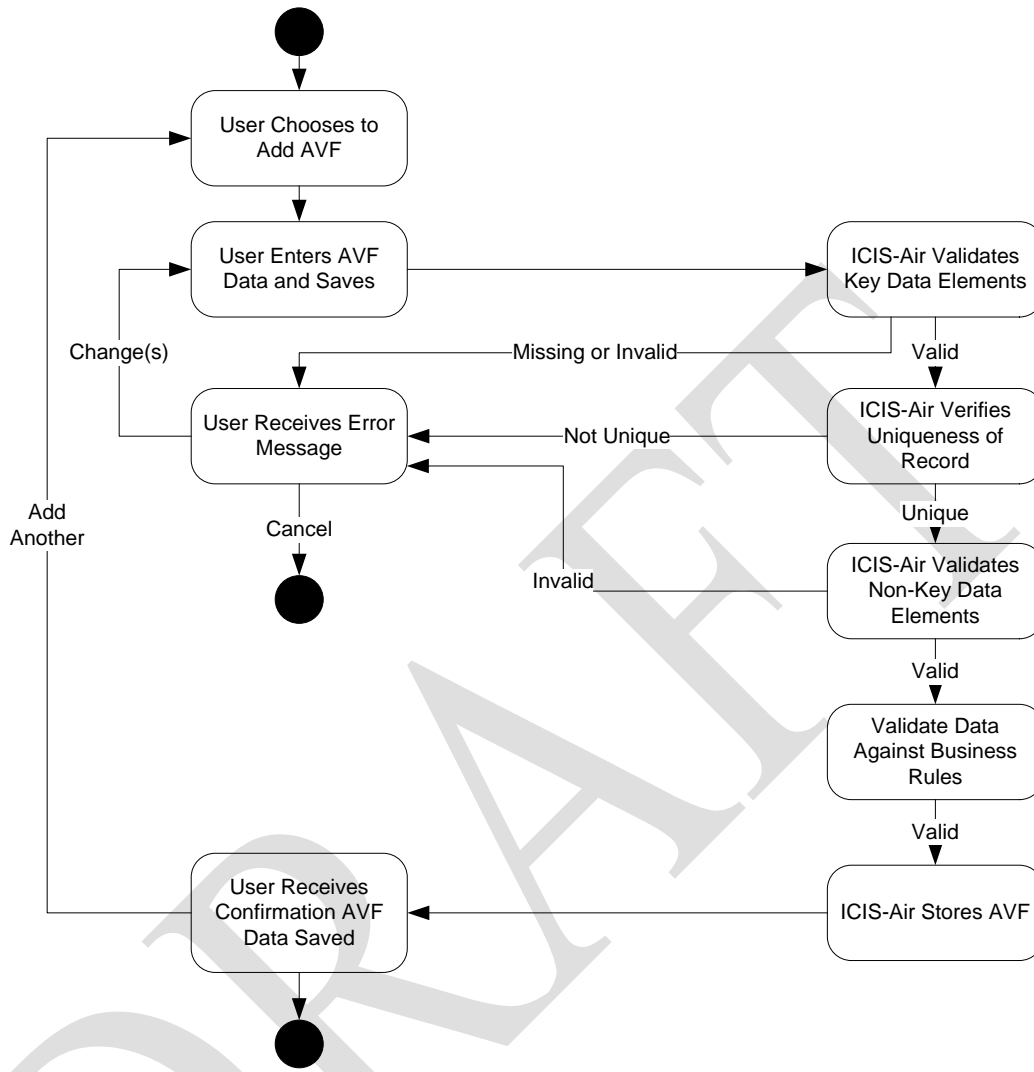 User Chooses to
Add AVF
User Enters AVF
Data and Saves
ICIS-Air Validates
Key Data Elements
Change(s)
Missing or Invalid
Valid
User Receives Error
Message
Not Unique
ICIS-Air Verifies
Uniqueness of
Record
Add
Another
Cancel
Unique
Invalid
ICIS-Air Validates
Non-Key Data
Elements
Valid
Validate Data
Against Business
Rules
Valid
User Receives
Confirmation AVF
Data Saved
ICIS-Air Stores AVF
DRAFT